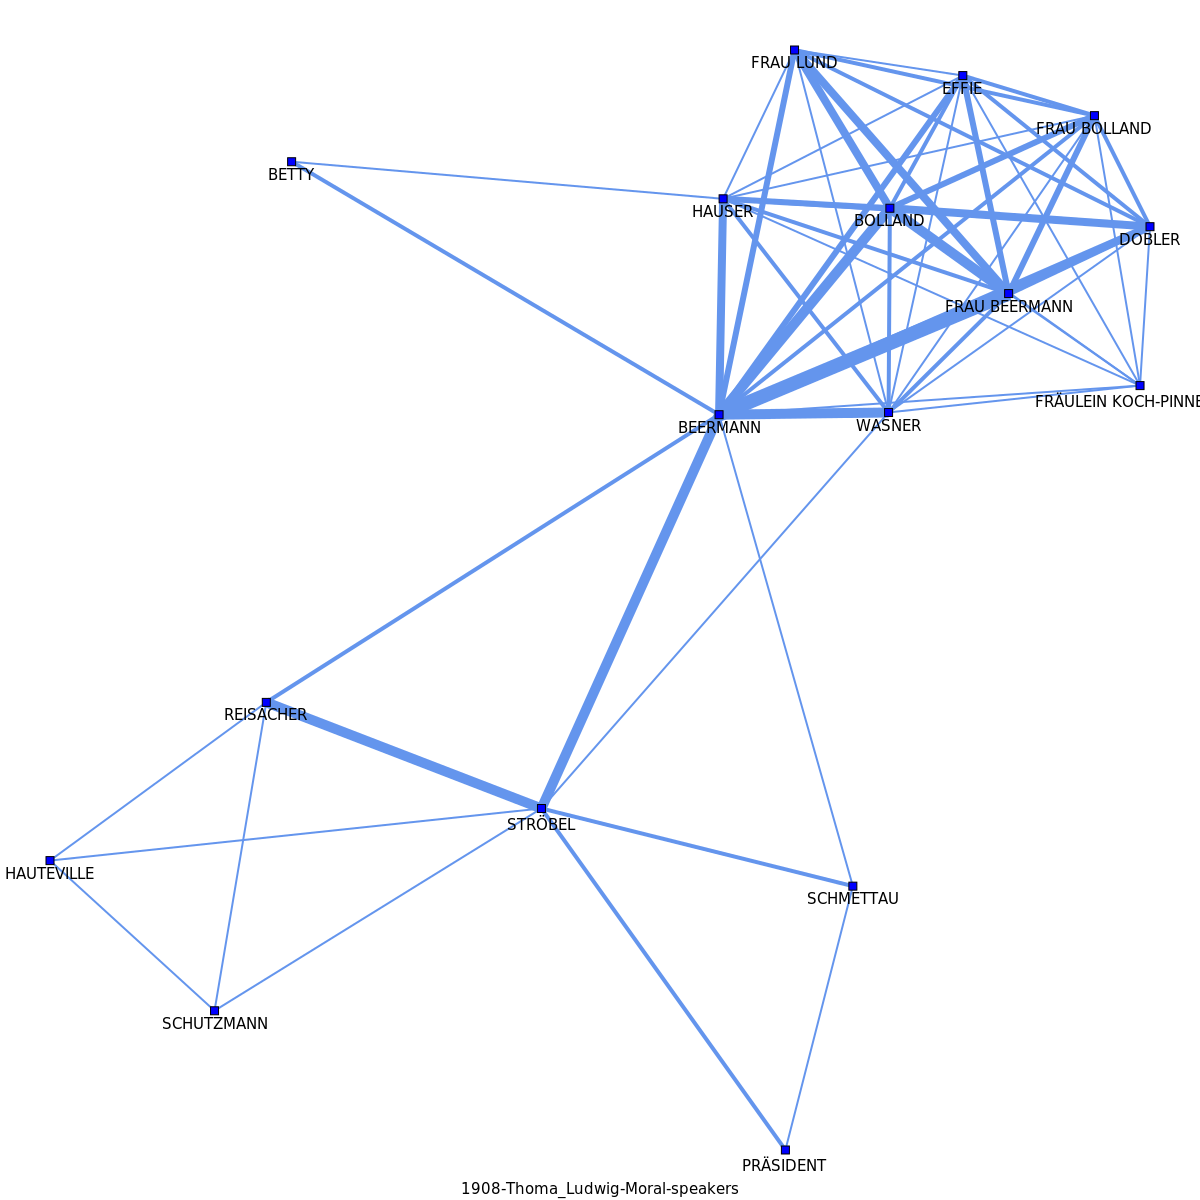 FRAU LUND
EFFIE
FRAU BOLLAND
BETTY
HAUSER
BOLLAND
DOBLER
FRAU BEERMANN
FRÄULEIN KOCH-PINNE
BEERMANN
WASNER
REISACHER
STRÖBEL
HAUTEVILLE
SCHMETTAU
SCHUTZMANN
PRÄSIDENT
1908-Thoma_Ludwig-Moral-speakers